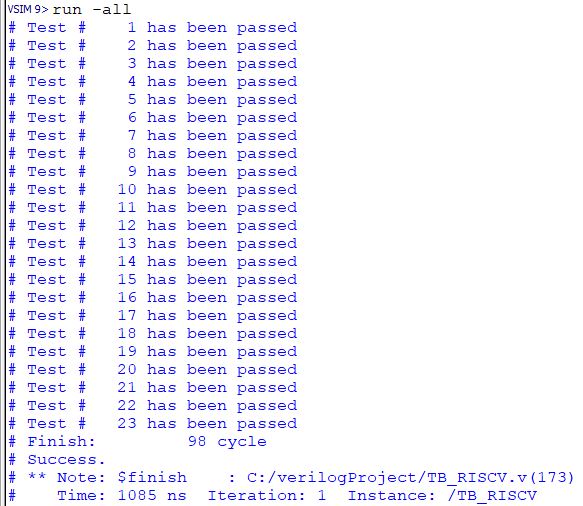 VSIM 9> run -all
# Test #    1 has been passed
# Test #    2 has been passed
# Test #    3 has been passed
# Test #    4 has been passed
# Test #    5 has been passed
# Test #    6 has been passed
# Test #    7 has been passed
# Test #    8 has been passed
# Test #    9 has been passed
# Test #   10 has been passed
# Test #   11 has been passed
# Test #   12 has been passed
# Test #   13 has been passed
# Test #   14 has been passed
# Test #   15 has been passed
# Test #   16 has been passed
# Test #   17 has been passed
# Test #   18 has been passed
# Test #   19 has been passed
# Test #   20 has been passed
# Test #   21 has been passed
# Test #   22 has been passed
# Test #   23 has been passed
# Finish:          98 cycle
# Success.
# ** Note: $finish    : C:/verilogProject/TB_RISCV.v(173)
#    Time: 1085 ns  Iteration: 1  Instance: /TB_RISCV